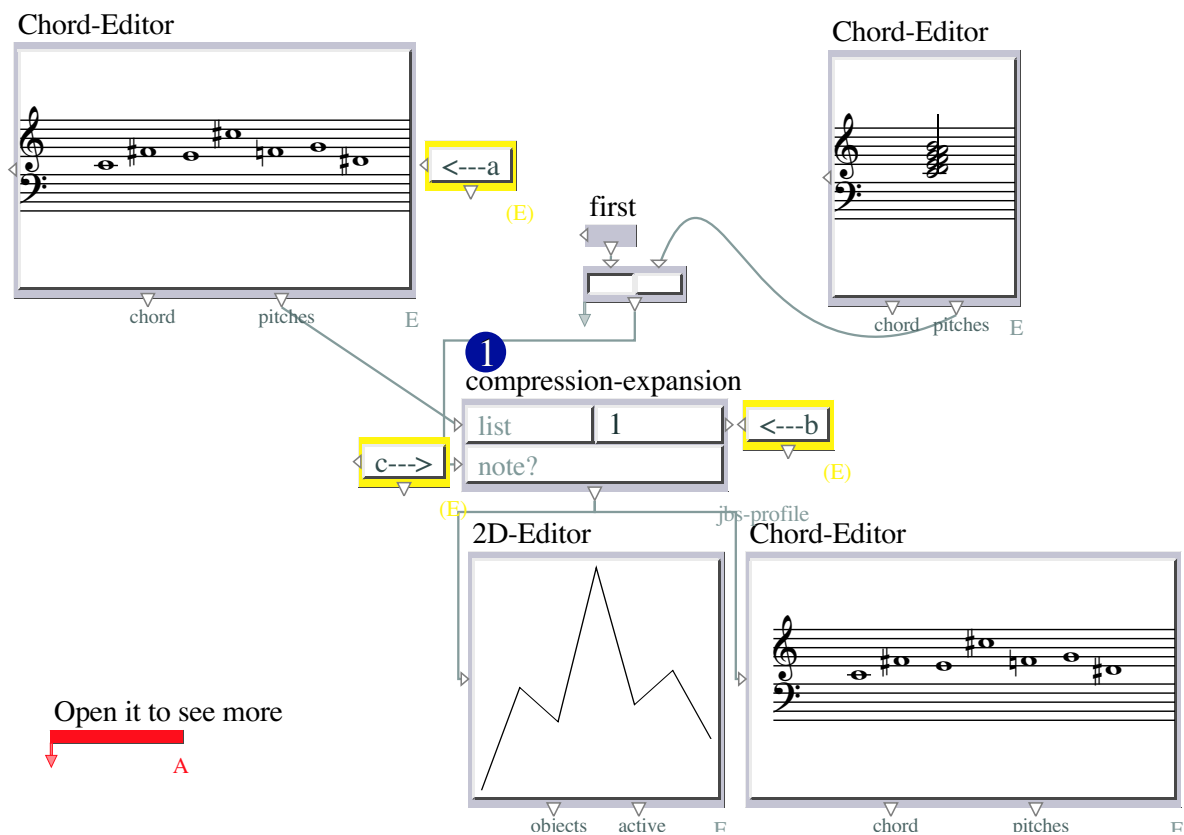 Chord-Editor
Chord-Editor
<---a
(E)
first
chord
pitches
E
chord
pitches
E
1
compression-expansion
list
1
<---b
(E)
c--->
(E)
note?
jbs-profile
2D-Editor
Chord-Editor
Open it to see more
A
objects
active
E
chord
pitches
E